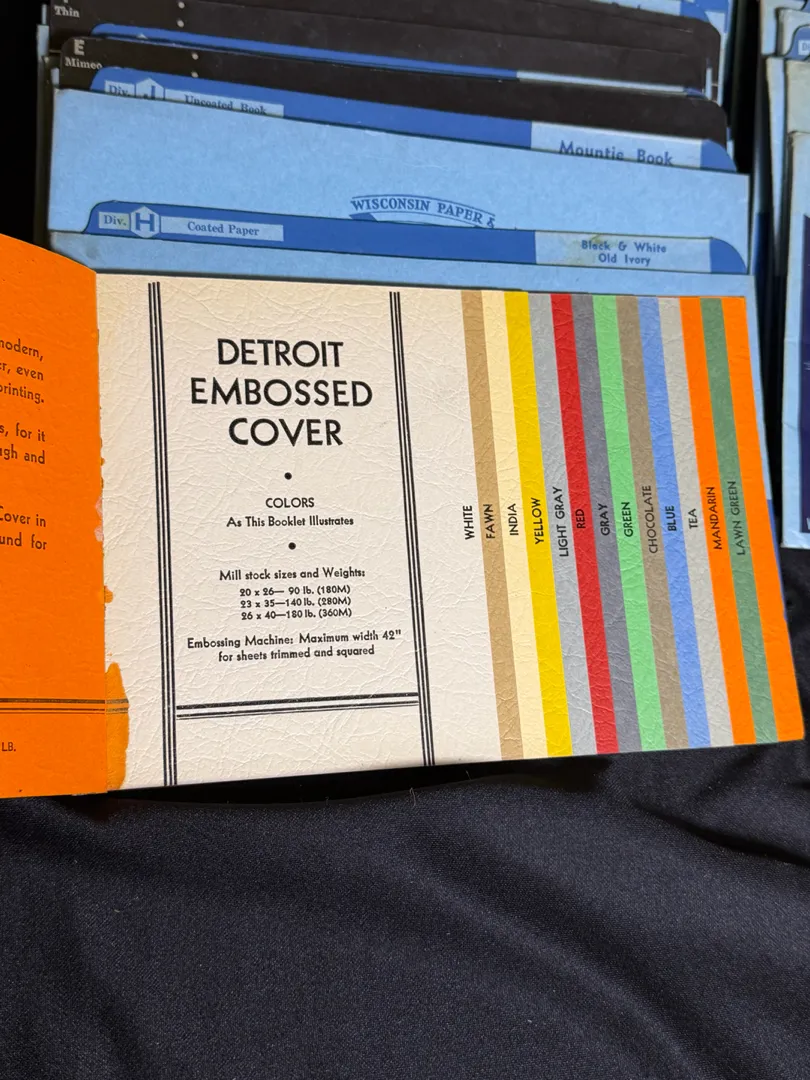 Thin
E
Mimeo
Div. J Uncoated Book
Mountie Book
WISCONSIN PAPER &
Div. H Coated Paper
Black & White
Old Ivory
modern,
even
printing.
for it
and
Cover in
for
LB.
DETROIT
EMBOSSED
COVER
•
COLORS
As This Booklet Illustrates
•
Mill stock sizes and Weights:
20 x 26— 90 lb. (180M)
23 x 35—140 lb. (280M)
26 x 40—180 lb. (360M)
Embossing Machine: Maximum width 42"
for sheets trimmed and squared
WHITE
FAWN
INDIA
YELLOW
LIGHT GRAY
RED
GRAY
GREEN
CHOCOLATE
BLUE
TEA
MANDARIN
LAWN GREEN